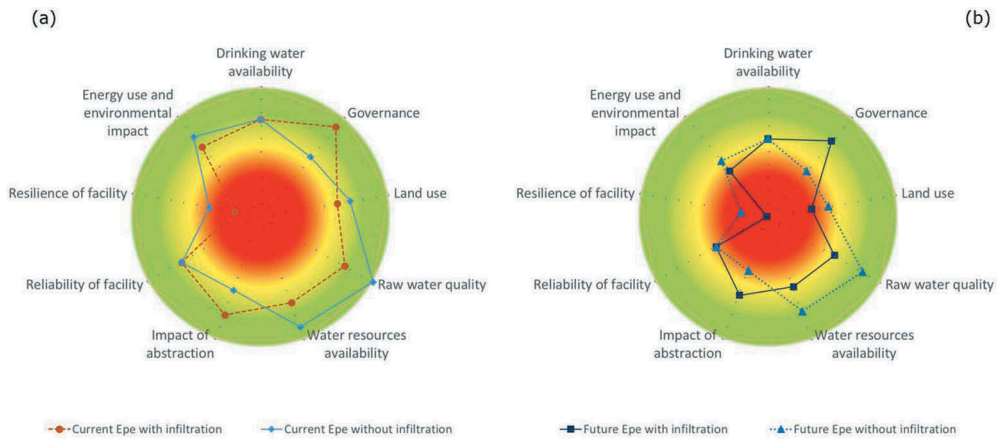 (a)
(b)
Drinking water
availability
Energy use and
environmental
impact
Governance
Resilience of facility
Land use
Reliability of facility
Raw water quality
Impact of
abstraction
Water resources
availability
Current Epe with infiltration
Current Epe without infiltration
Drinking water
availability
Energy use and
environmental
impact
Governance
Resilience of facility
Land use
Reliability of facility
Raw water quality
Impact of
abstraction
Water resources
availability
Future Epe with infiltration
Future Epe without infiltration